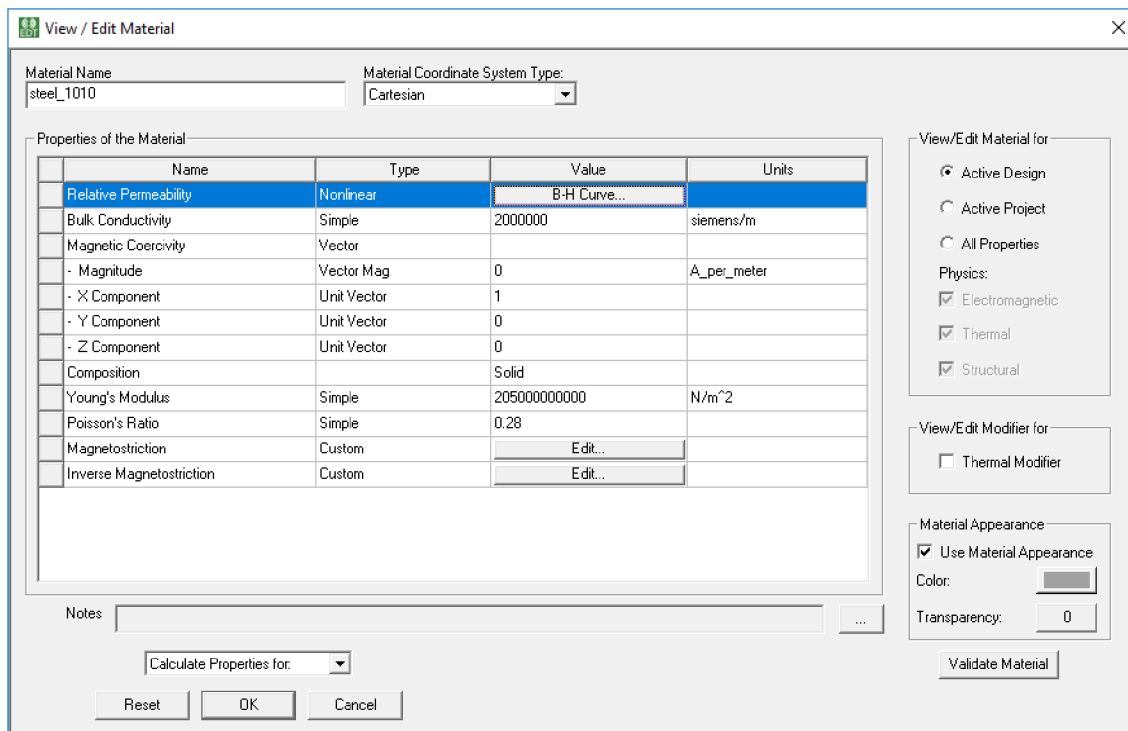 View / Edit Material
Material Name
Material Coordinate System Type:
steel_1010
Cartesian
Properties of the Material
Name Type Value Units
Relative Permeability Nonlinear B-H Curve...
Bulk Conductivity Simple 2000000 siemens/m
Magnetic Coercivity Vector
- Magnitude Vector Mag 0 A_per_meter
- X Component Unit Vector 1
- Y Component Unit Vector 0
- Z Component Unit Vector 0
Composition Solid
Young's Modulus Simple 205000000000 N/m^2
Poisson's Ratio Simple 0.28
Magnetostriction Custom Edit...
Inverse Magnetostriction Custom Edit...
View/Edit Material for
Active Design
Active Project
All Properties
Physics:
Electromagnetic
Thermal
Structural
View/Edit Modifier for
Thermal Modifier
Material Appearance
Use Material Appearance
Color:
Transparency: 0
Notes ...
Calculate Properties for:
Validate Material
Reset OK Cancel